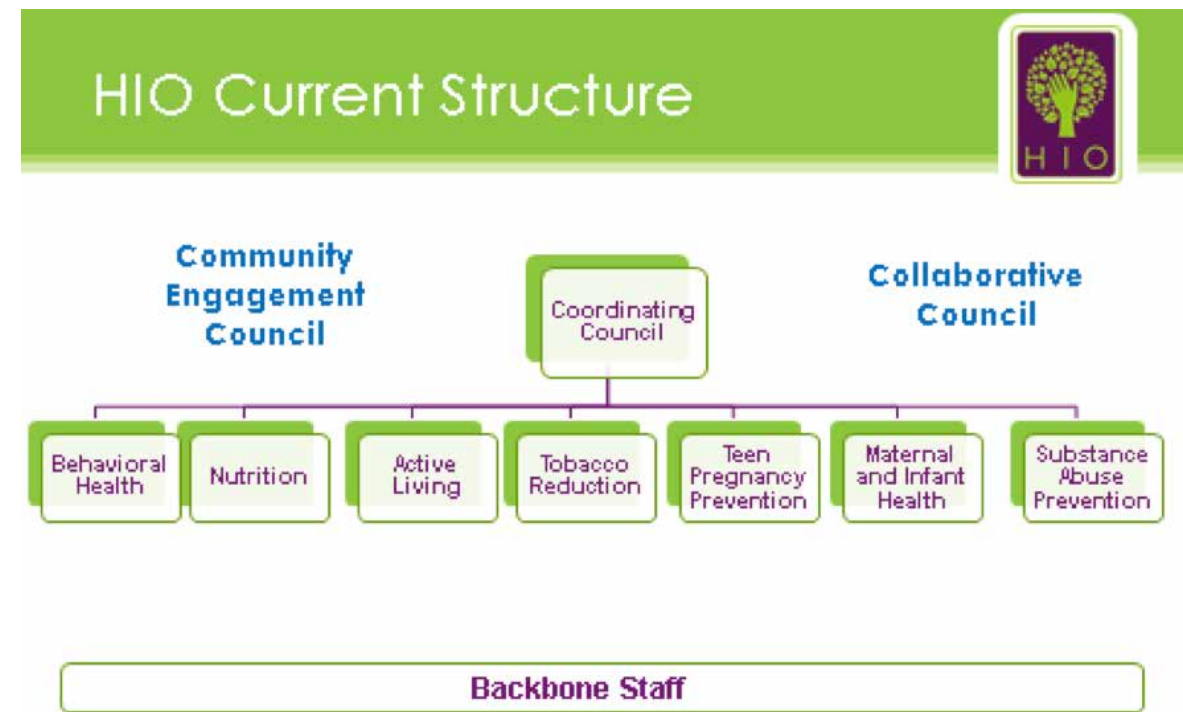 HIO Current Structure
HIO
Community
Engagement
Council
Coordinating
Council
Collaborative
Council
Behavioral
Health
Nutrition
Active
Living
Tobacco
Reduction
Teen
Pregnancy
Prevention
Maternal
and Infant
Health
Substance
Abuse
Prevention
Backbone Staff